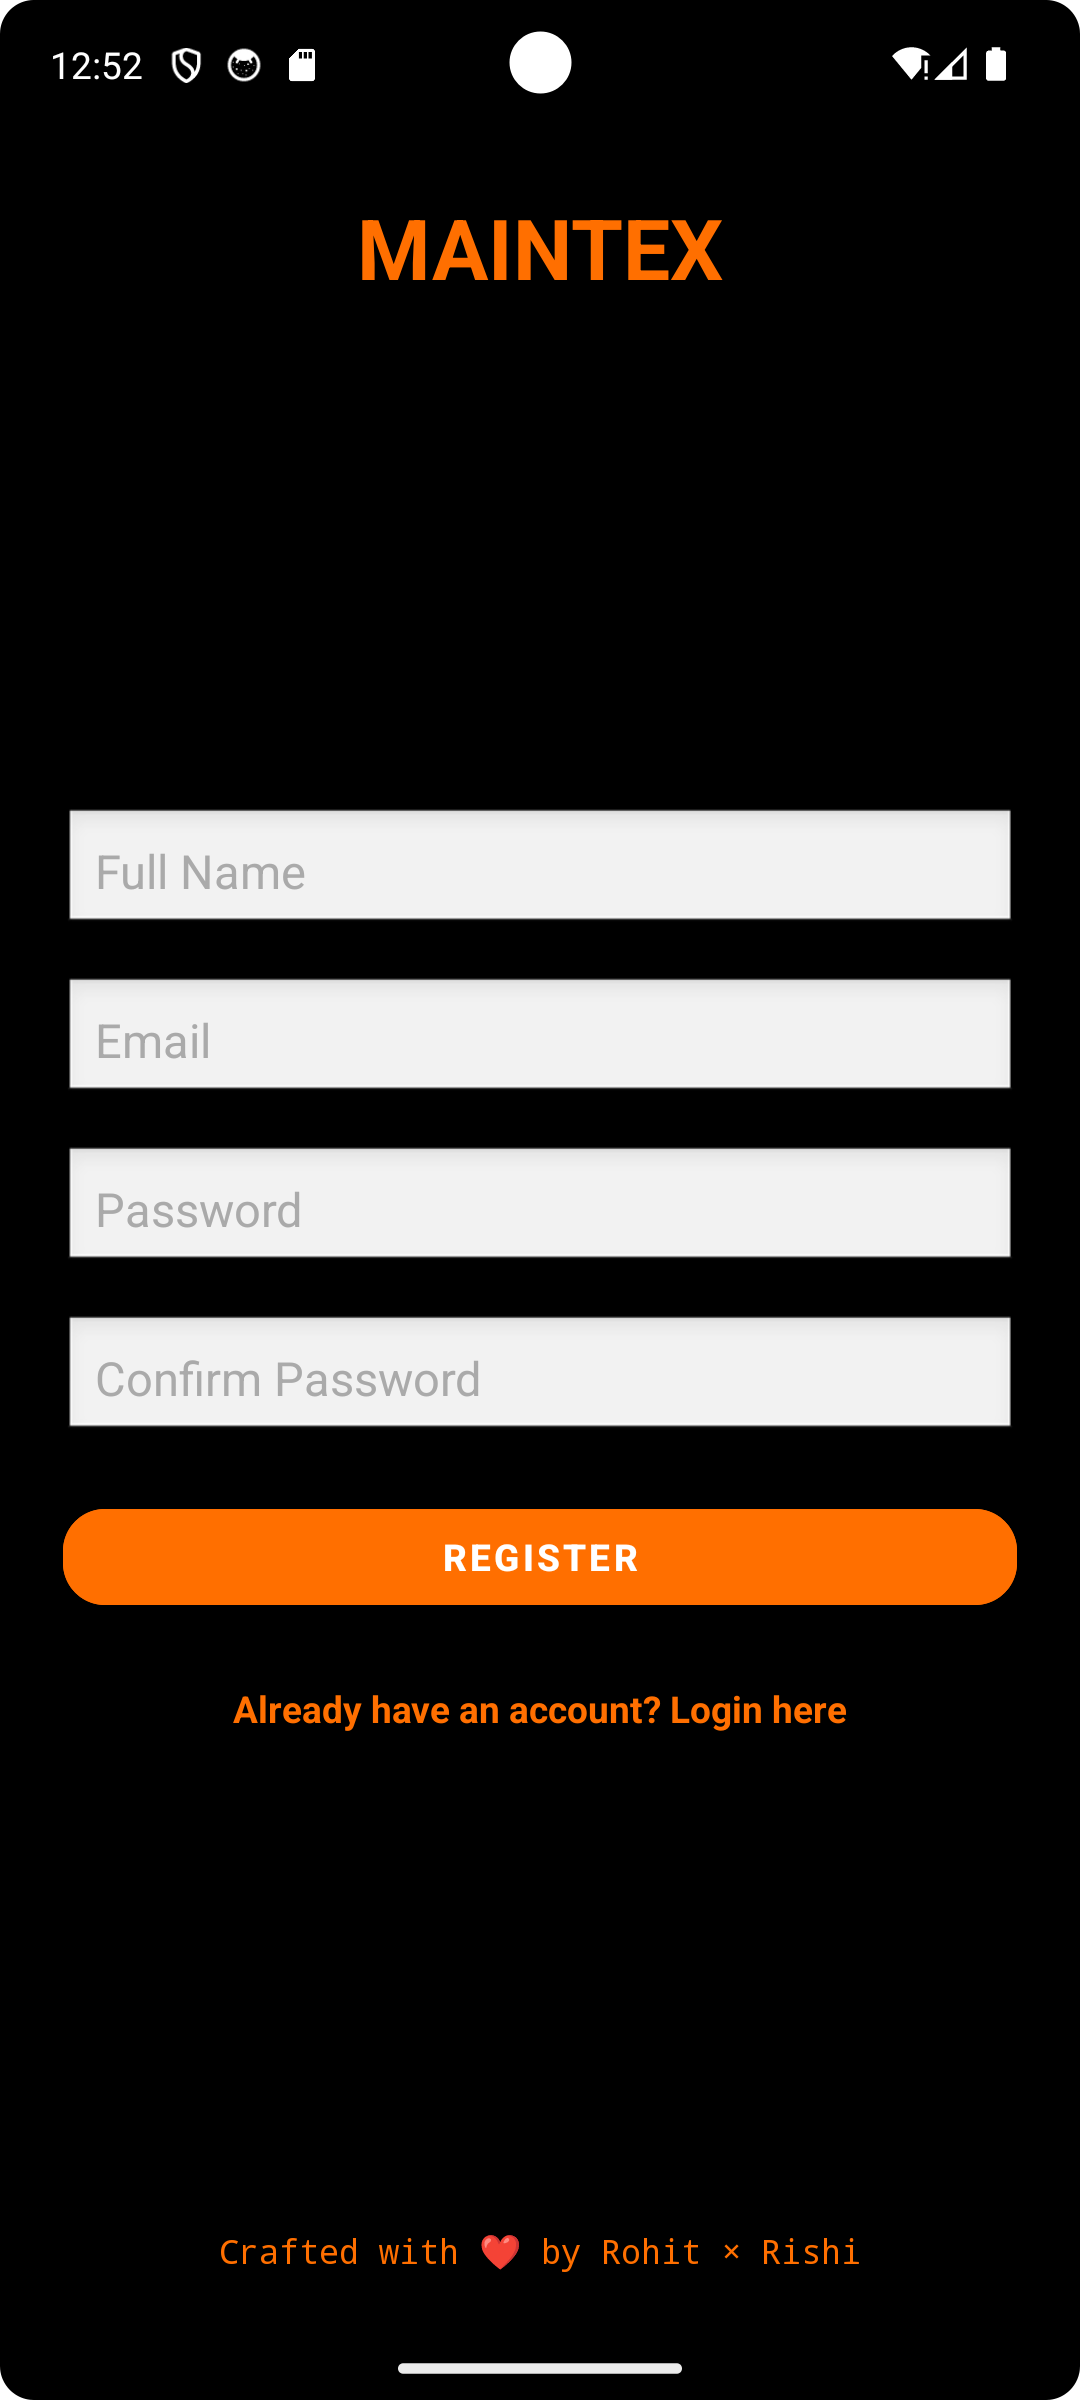 12:52
MAINTEX
Full Name
Email
Password
Confirm Password
REGISTER
Already have an account? Login here
Crafted with ❤️ by Rohit × Rishi